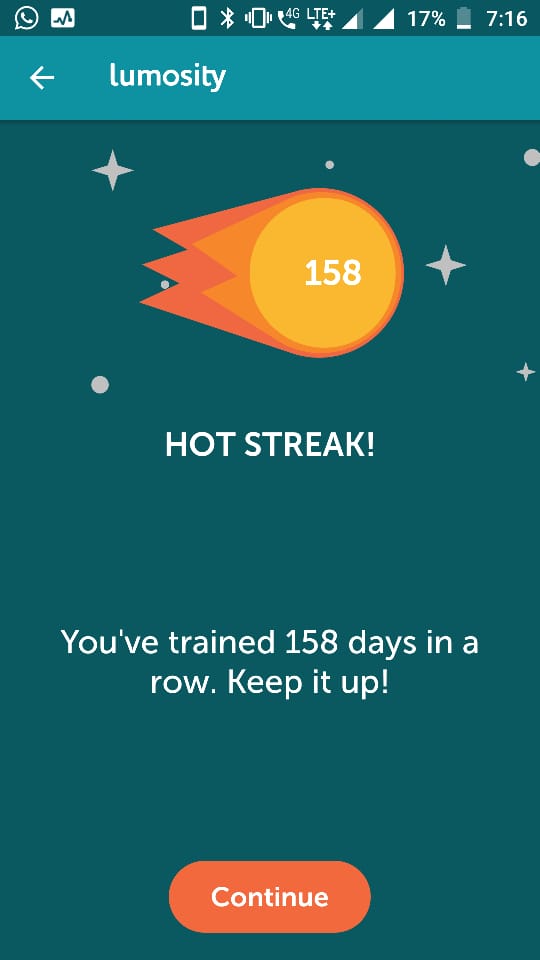 4G LTE+ 17% 7:16
lumosity
158
HOT STREAK!
You've trained 158 days in a
row. Keep it up!
Continue